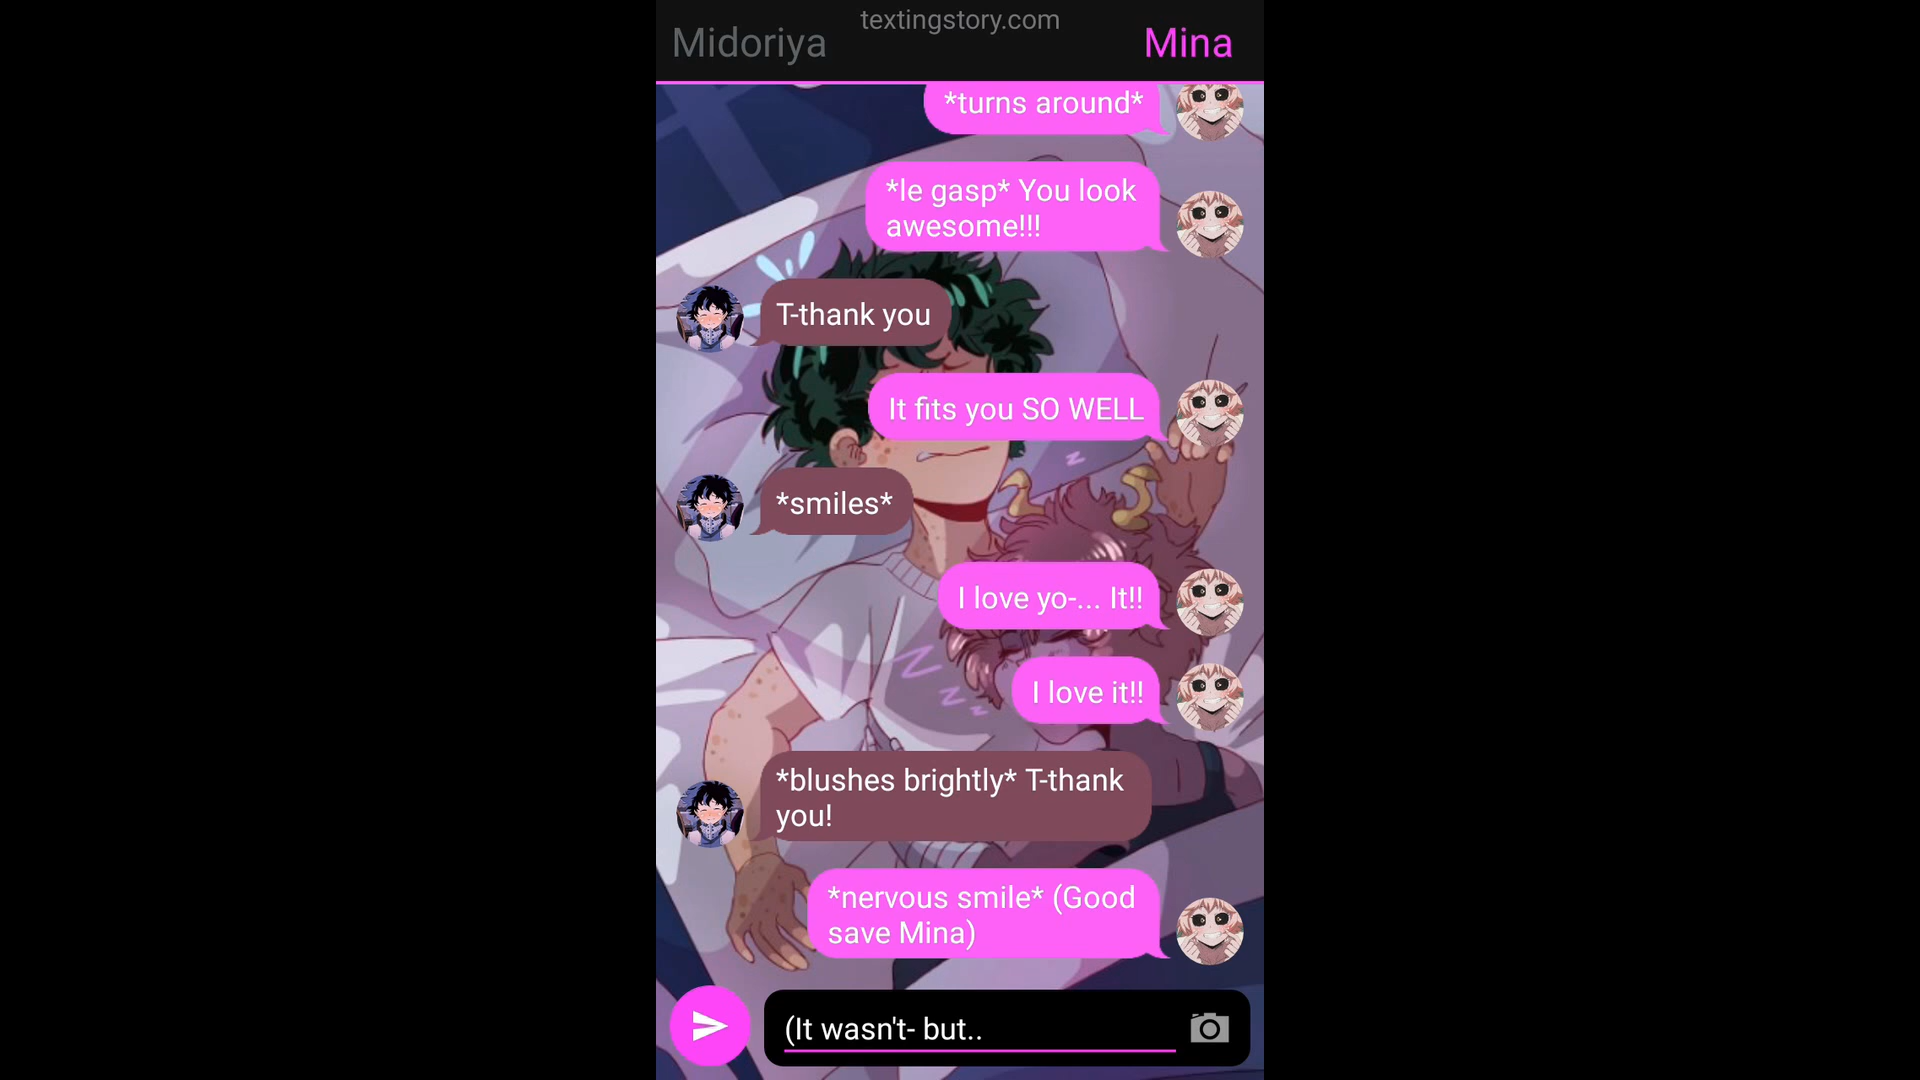 textingstory.com
Midoriya
Mina
*turns around*
*le gasp* You look
awesome!!!
T-thank you
It fits you SO WELL
*smiles*
I love yo-... It!!
I love it!!
*blushes brightly* T-thank
you!
*nervous smile* (Good
save Mina)
(It wasn't- but..
z
Z
z
z